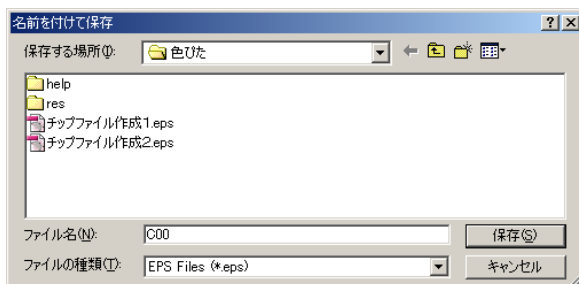 名前を付けて保存
保存する場所(I): 色ぴた
help
res
チップファイル作成1.eps
チップファイル作成2.eps
ファイル名(N): C00 保存(S)
ファイルの種類(T): EPS Files (*.eps) キャンセル